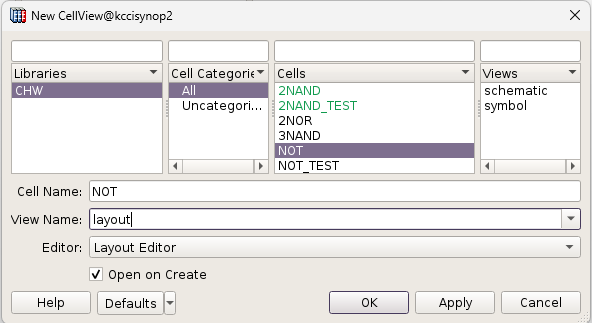 New CellView@kccisynop2
Libraries Cell Categorie Cells Views
CHW All 2NAND schematic
Uncategori... 2NAND_TEST symbol
2NOR
3NAND
NOT
NOT_TEST
Cell Name: NOT
View Name: layout
Editor: Layout Editor
Open on Create
Help Defaults OK Apply Cancel